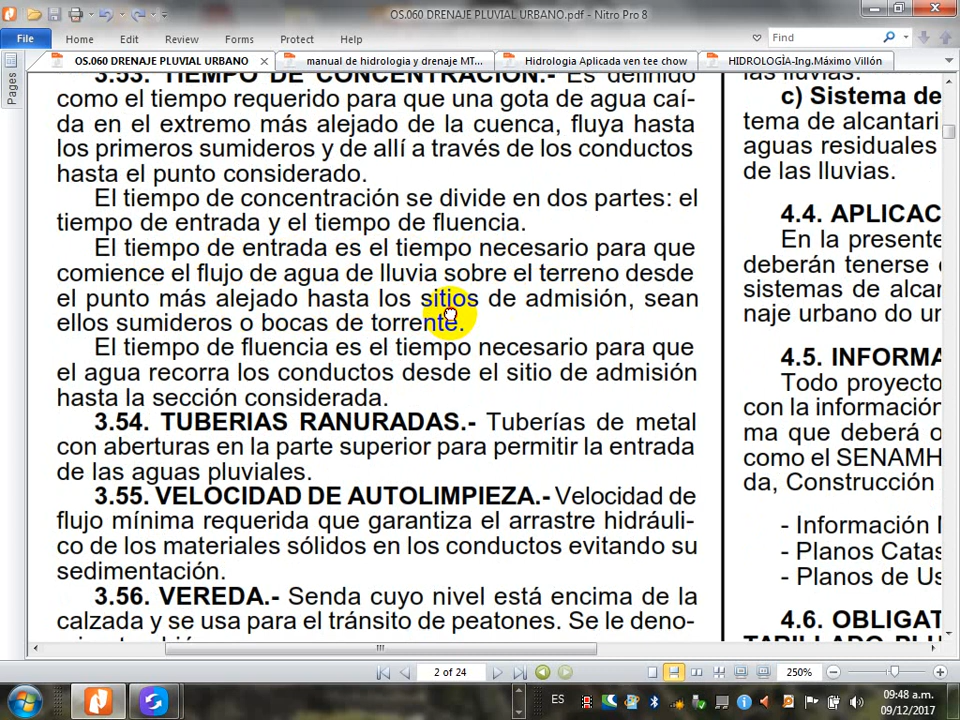 OS.060 DRENAJE PLUVIAL URBANO.pdf - Nitro Pro 8
File Home Edit Review Forms Protect Help Find
OS.060 DRENAJE PLUVIAL URBANO manual de hidrologia y drenaje MT... Hidrologia Aplicada ven tee chow HIDROLOGÌA-Ing.Máximo Villón
Pages
3.53. TIEMPO DE CONCENTRACION.- Es definido
como el tiempo requerido para que una gota de agua caí-
da en el extremo más alejado de la cuenca, fluya hasta
los primeros sumideros y de allí a través de los conductos
hasta el punto considerado.
El tiempo de concentración se divide en dos partes: el
tiempo de entrada y el tiempo de fluencia.
El tiempo de entrada es el tiempo necesario para que
comience el flujo de agua de lluvia sobre el terreno desde
el punto más alejado hasta los sitios de admisión, sean
ellos sumideros o bocas de torrente.
El tiempo de fluencia es el tiempo necesario para que
el agua recorra los conductos desde el sitio de admisión
hasta la sección considerada.
3.54. TUBERIAS RANURADAS.- Tuberías de metal
con aberturas en la parte superior para permitir la entrada
de las aguas pluviales.
3.55. VELOCIDAD DE AUTOLIMPIEZA.- Velocidad de
flujo mínima requerida que garantiza el arrastre hidráuli-
co de los materiales sólidos en los conductos evitando su
sedimentación.
3.56. VEREDA.- Senda cuyo nivel está encima de la
calzada y se usa para el tránsito de peatones. Se le deno-
las lluvias.
c) Sistema de
tema de alcantari
aguas residuales
de las lluvias.
4.4. APLICAC
En la presente
deberán tenerse
sistemas de alcan
naje urbano do un
4.5. INFORMA
Todo proyecto
con la información
ma que deberá o
como el SENAMH
da, Construcción
- Información
- Planos Catas
- Planos de Us
4.6. OBLIGAT
2 of 24 250%
ES 09:48 a.m.
09/12/2017